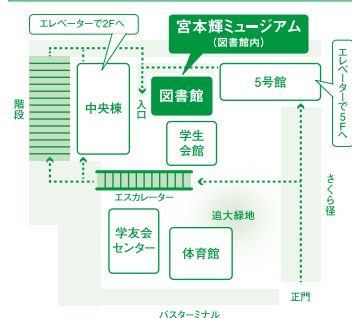 エレベーターで2Fへ
宮本輝ミュージアム
(図書館内)
エレベーターで5Fへ
階段
中央棟
入口
図書館
5号館
学生
会館
エスカレーター
追大緑地
さくら径
学友会
センター
体育館
正門
バスターミナル